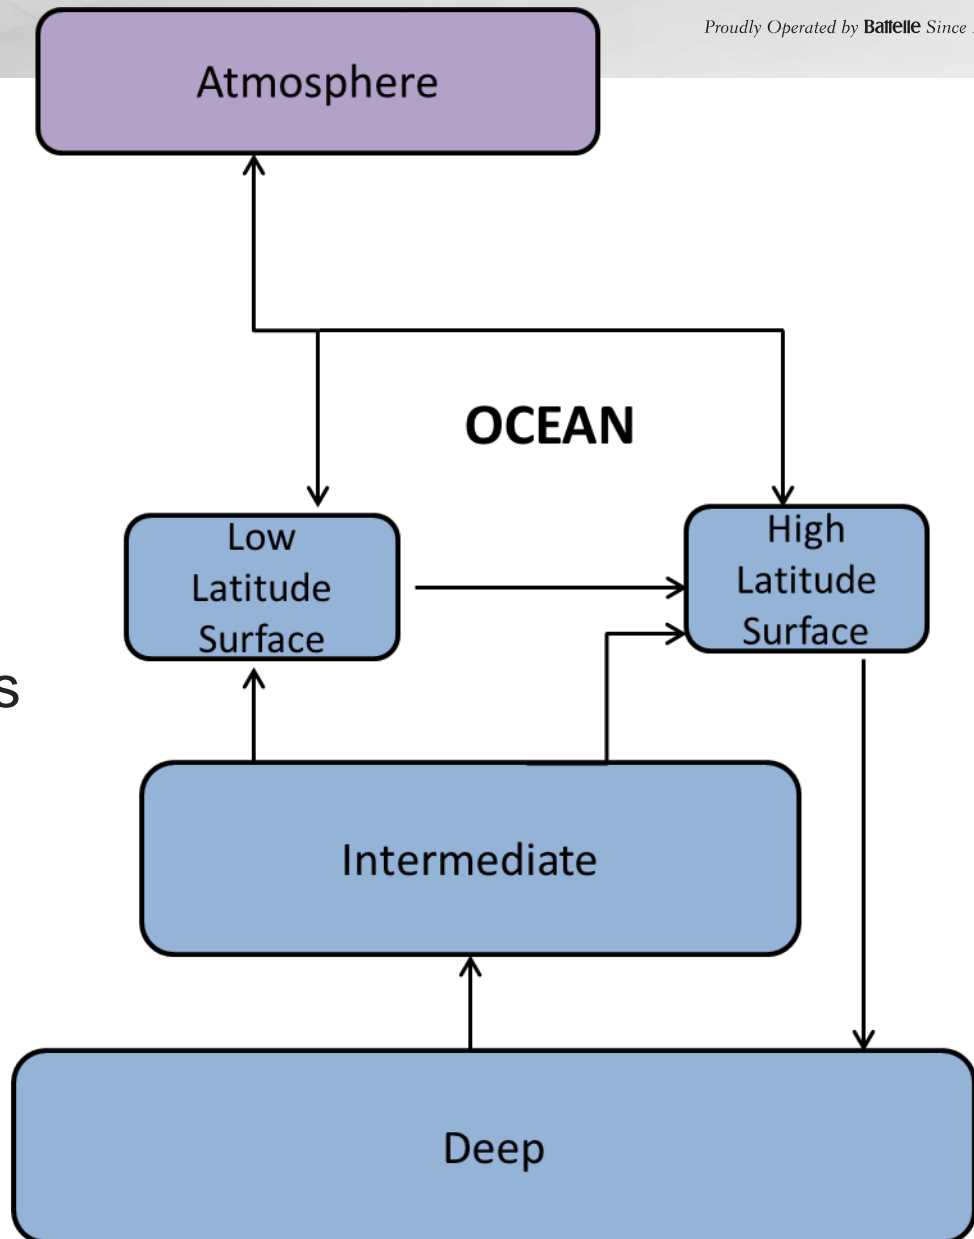 Proudly Operated by Battelle Since
Atmosphere
OCEAN
Low
Latitude
Surface
High
Latitude
Surface
s
Intermediate
Deep